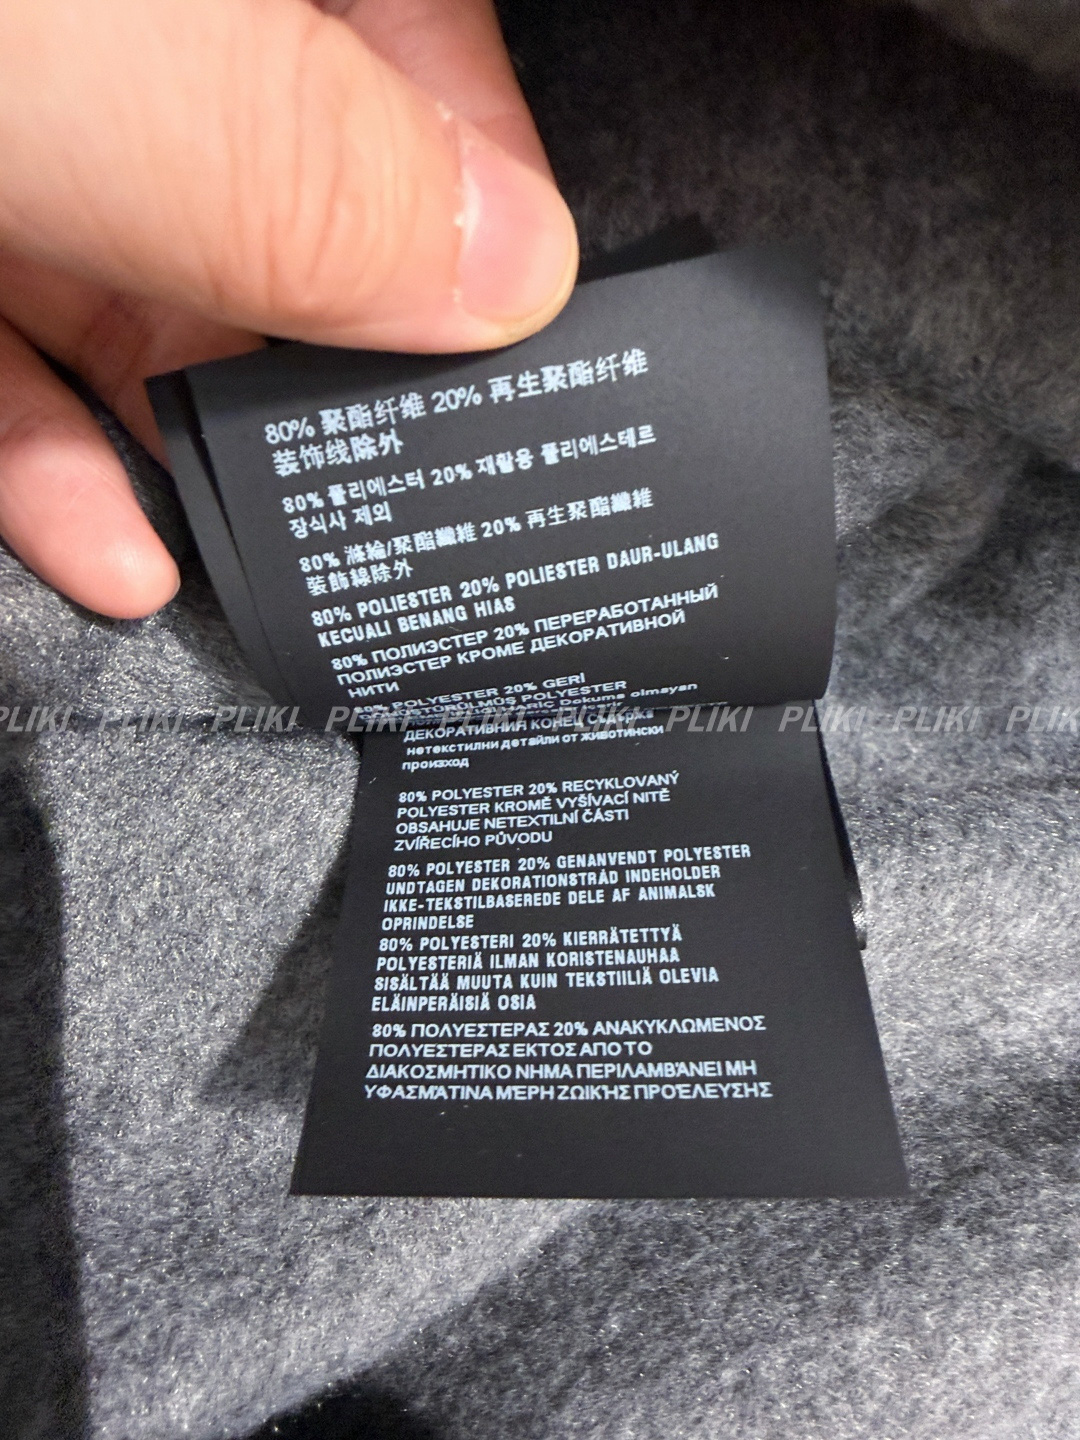 80% 聚酯纤维 20% 再生聚酯纤维
装饰线除外
80% 폴리에스터 20% 재활용 폴리에스테르
장식사 제외
80% 滌綸/聚酯纖維 20% 再生聚酯纖維
裝飾線除外
80% POLIESTER 20% POLIESTER DAUR-ULANG
KECUALI BENANG HIAS
80% ПОЛИЭСТЕР 20% ПЕРЕРАБОТАННЫЙ
ПОЛИЭСТЕР КРОМЕ ДЕКОРАТИВНОЙ
НИТИ
80% POLYESTER 20% GERİ
POLYESTER
Dokuma olmayan
PLIKI PLIKI PLIKI PLIKI PLIKI PLIKI PLIKI PLIKI PLIKI
ДЕКОРАТИВНИЯ КОНЕЦ Съдържа
нетекстилни детайли от животински
произход
80% POLYESTER 20% RECYKLOVANÝ
POLYESTER KROMĚ VYŠÍVACÍ NITĚ
OBSAHUJE NETEXTILNÍ ČÁSTI
ZVÍŘECÍHO PŮVODU
80% POLYESTER 20% GENANVENDT POLYESTER
UNDTAGEN DEKORATIONSTRÅD INDEHOLDER
IKKE-TEKSTILBASEREDE DELE AF ANIMALSK
OPRINDELSE
80% POLYESTERI 20% KIERRÄTETTYÄ
POLYESTERIÄ ILMAN KORISTENAUHAA
SISÄLTÄÄ MUUTA KUIN TEKSTIILIÄ OLEVIA
ELÄINPERÄISIÄ OSIA
80% ΠΟΛΥΕΣΤΕΡΑΣ 20% ΑΝΑΚΥΚΛΩΜΕΝΟΣ
ΠΟΛΥΕΣΤΕΡΑΣ ΕΚΤΟΣ ΑΠΟ ΤΟ
ΔΙΑΚΟΣΜΗΤΙΚΟ ΝΗΜΑ ΠΕΡΙΛΑΜΒΆΝΕΙ ΜΗ
ΥΦΑΣΜΆΤΙΝΑ ΜΈΡΗ ΖΩΙΚΉΣ ΠΡΟΈΛΕΥΣΗΣ